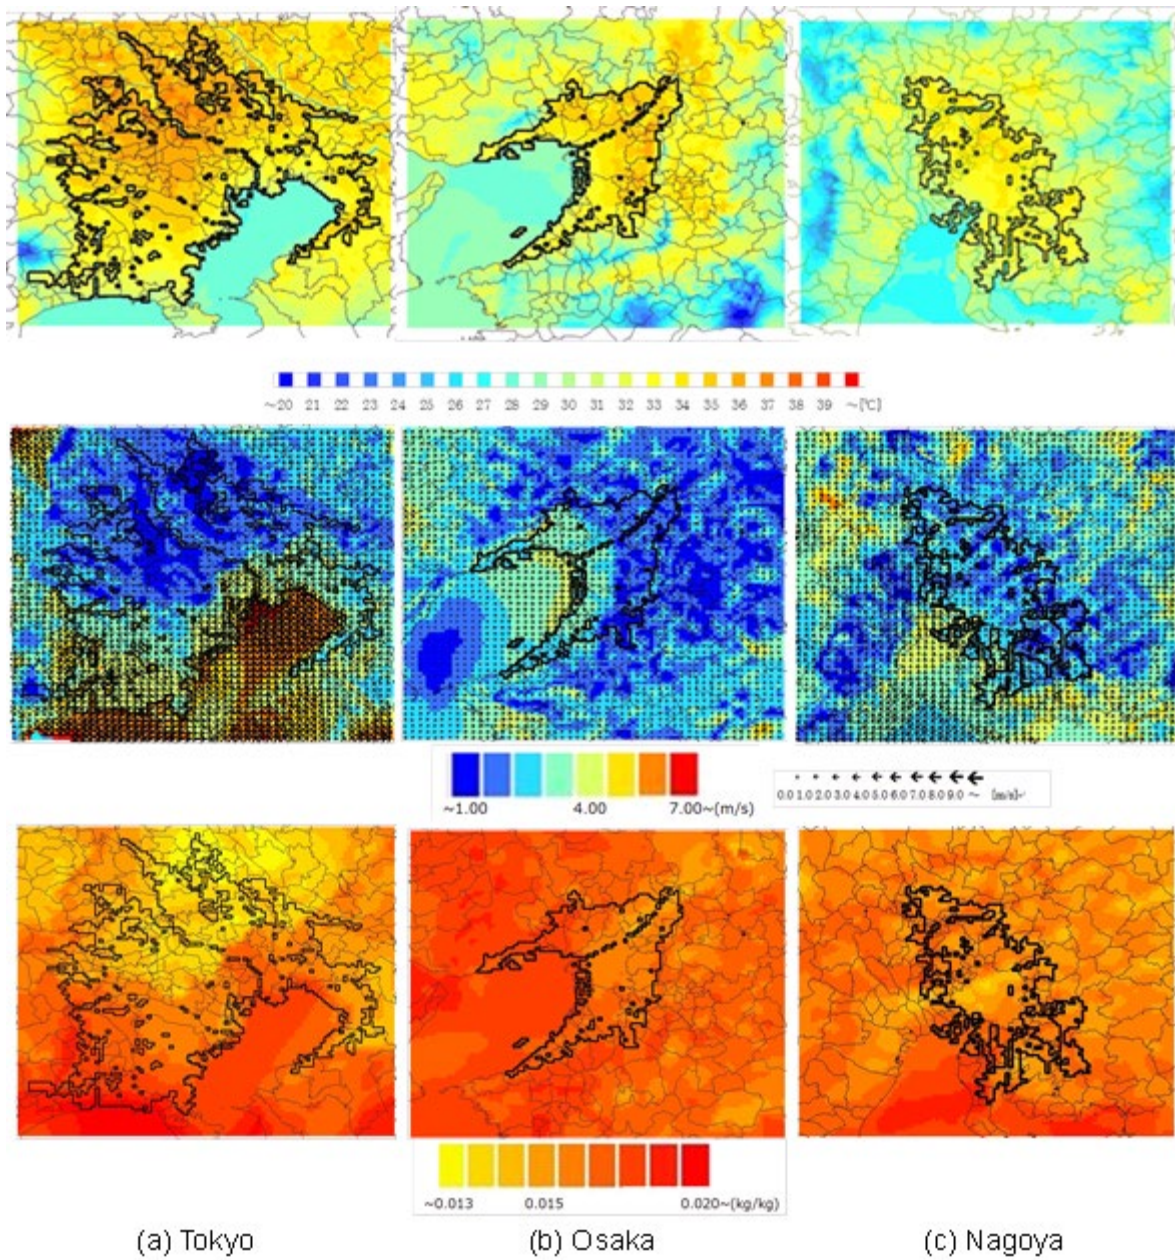 ~20 21 22 23 24 25 26 27 28 29 30 31 32 33 34 35 36 37 38 39 ~[℃]
~1.00 4.00 7.00~(m/s)
0.0 1.0 2.0 3.0 4.0 5.0 6.0 7.0 8.0 9.0 ~ [m/s]
~0.013 0.015 0.020~(kg/kg)
(a) Tokyo (b) Osaka (c) Nagoya